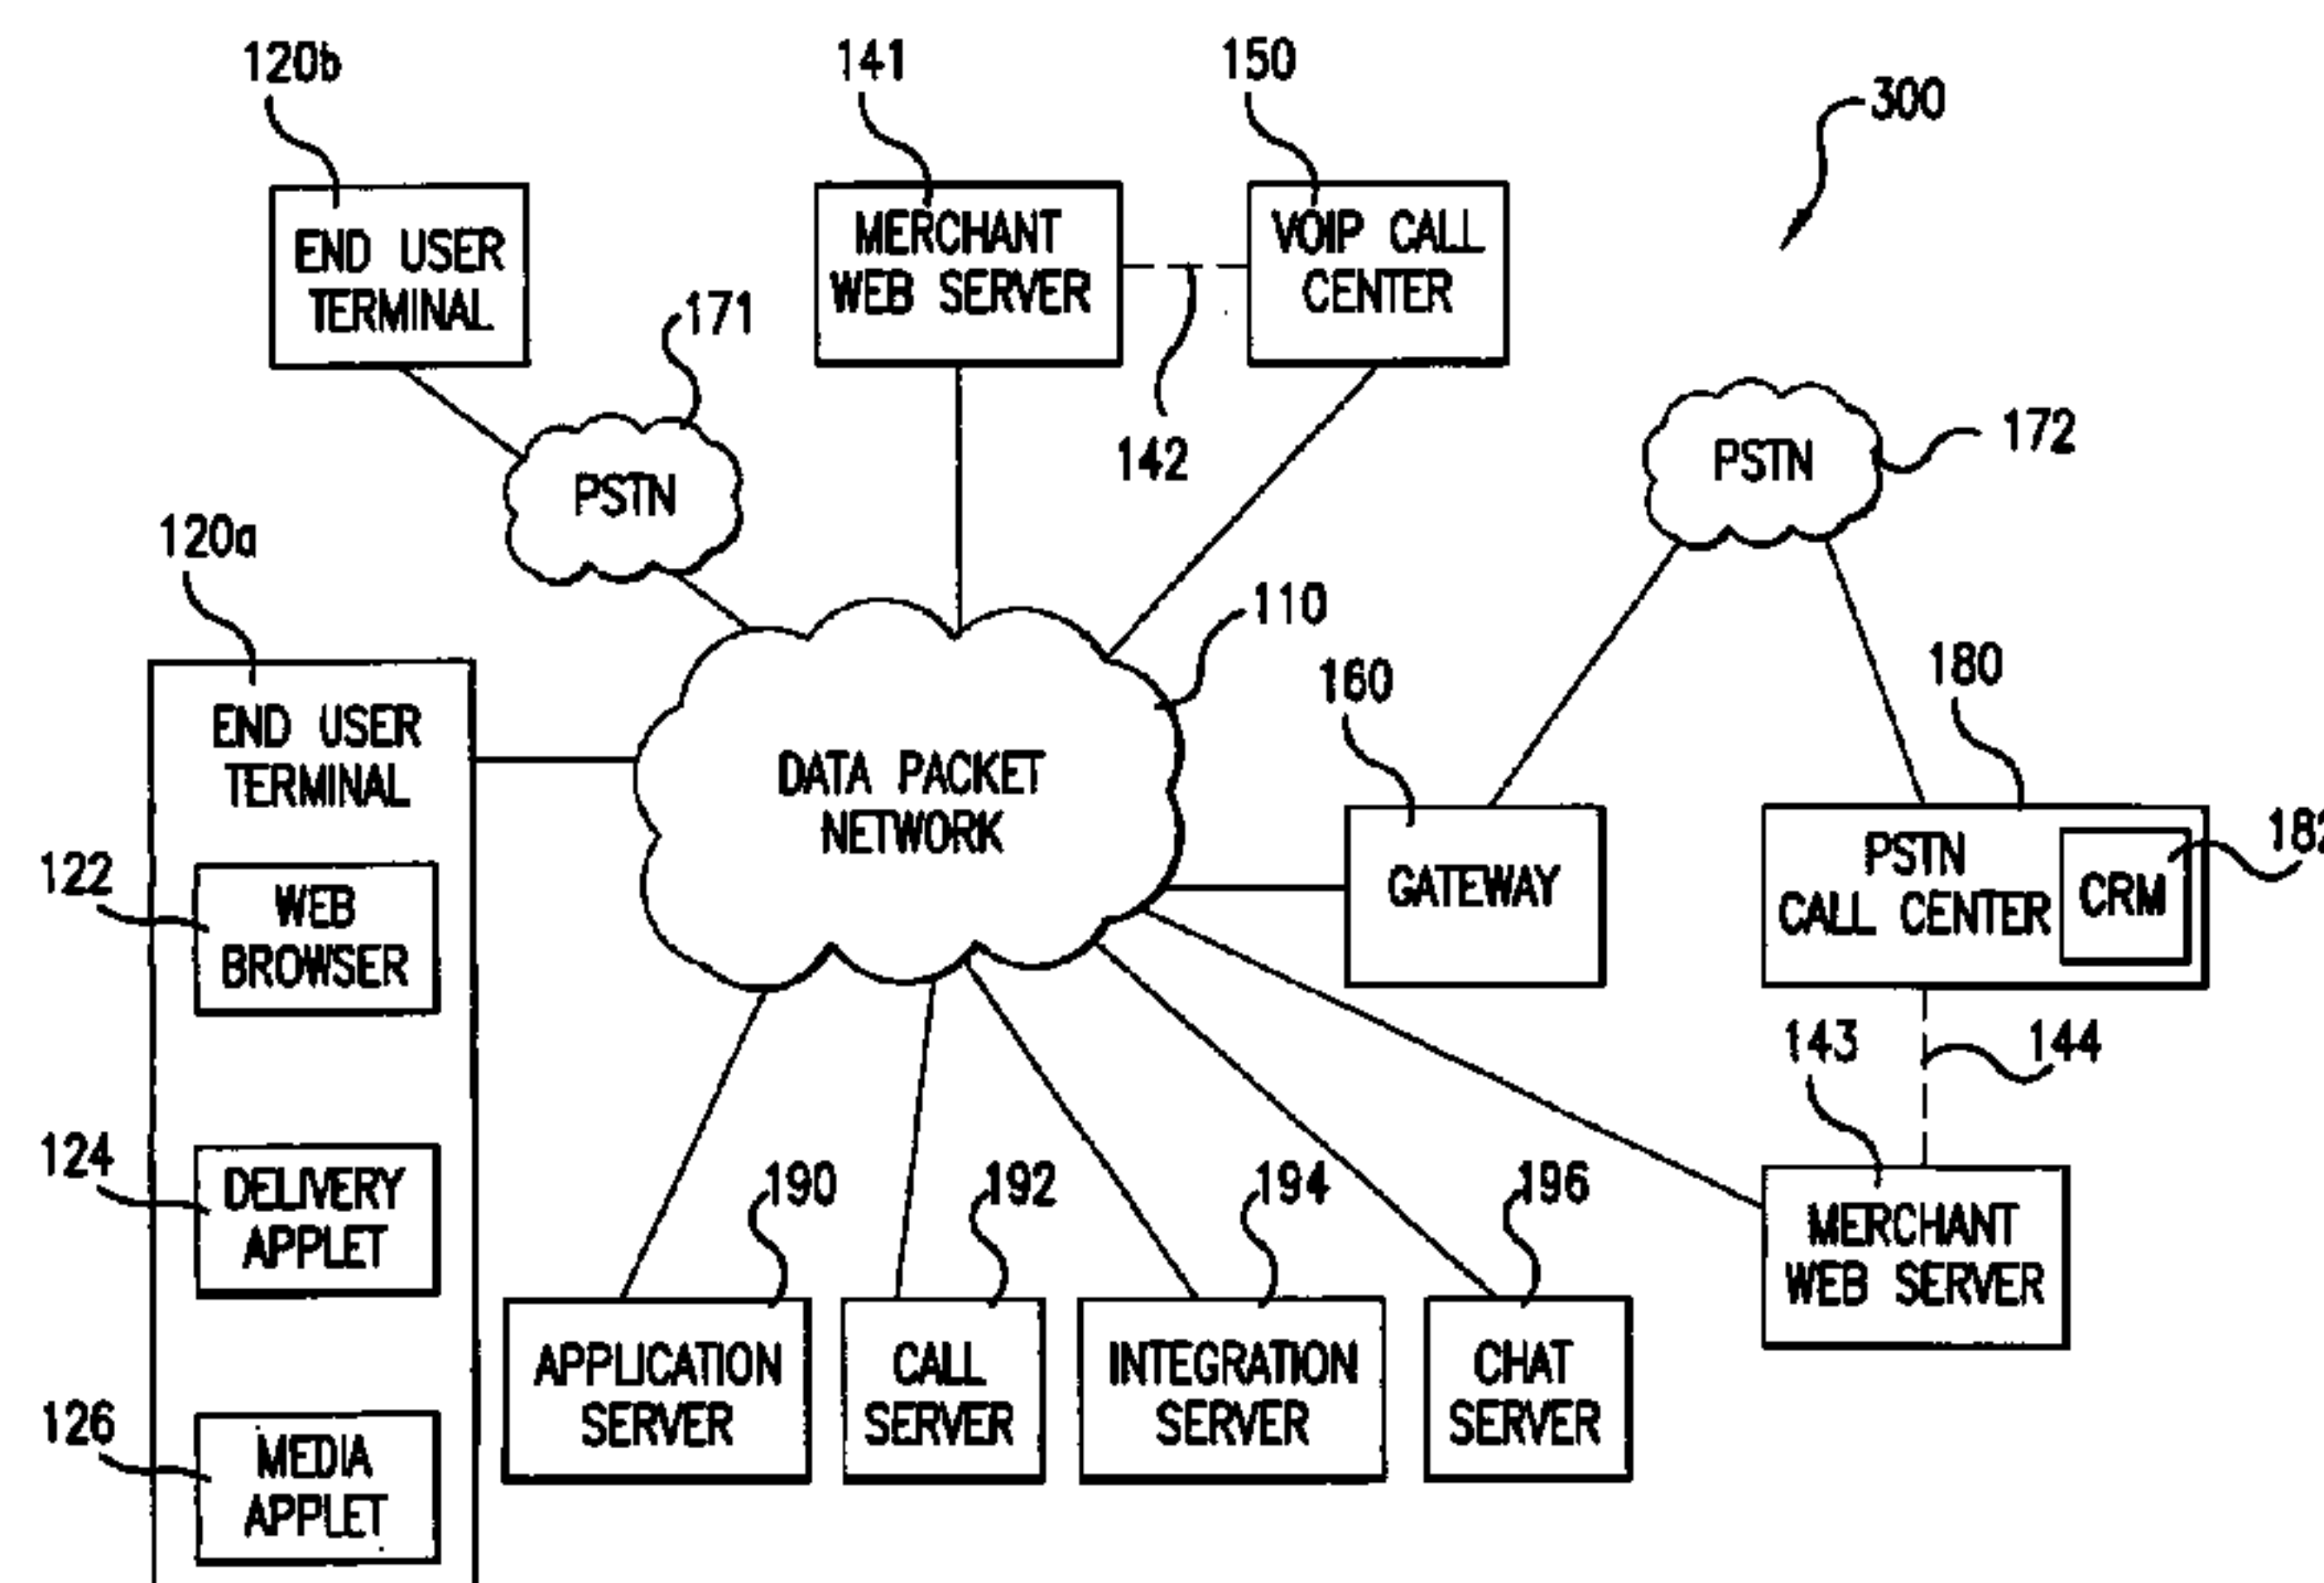 120b
141
150
300
END USER
TERMINAL
MERCHANT
WEB SERVER
VOIP CALL
CENTER
171
142
PSTN
PSTN
172
120a
110
160
180
END USER
TERMINAL
DATA PACKET
NETWORK
GATEWAY
PSTN
CALL CENTER
CRM
182
122
WEB
BROWSER
143
144
124
DELIVERY
APPLET
190
192
194
196
MERCHANT
WEB SERVER
APPLICATION
SERVER
CALL
SERVER
INTEGRATION
SERVER
CHAT
SERVER
126
MEDIA
APPLET